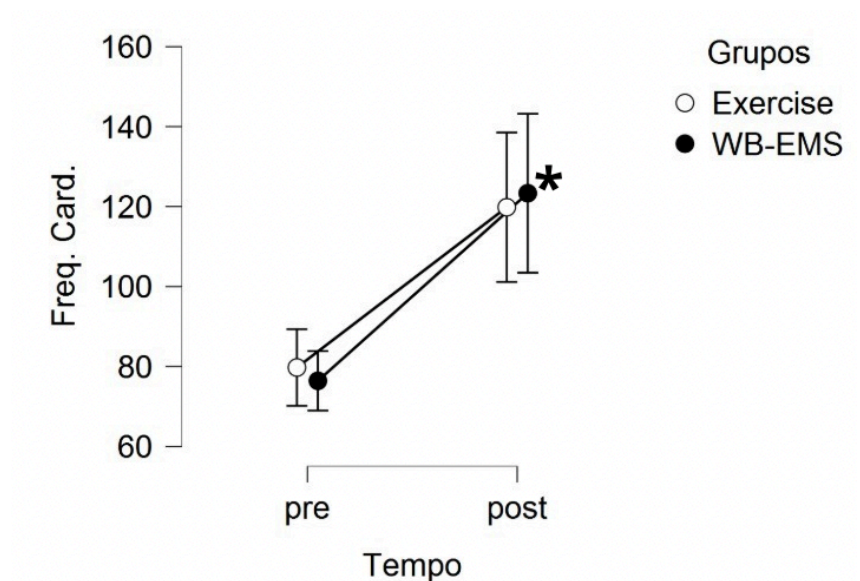 160
140
120
100
80
60
Freq. Card.
pre
post
Tempo
Grupos
Exercise
WB-EMS
*